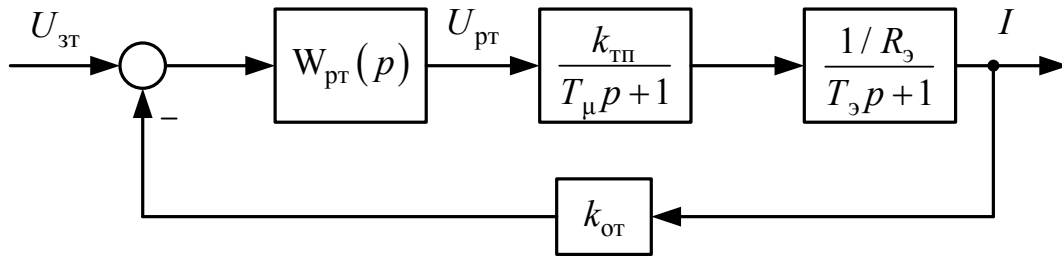 U_зт
W_рт(p)
U_рт
k_тп
T_μ p + 1
1 / R_э
T_э p + 1
I
−
k_от